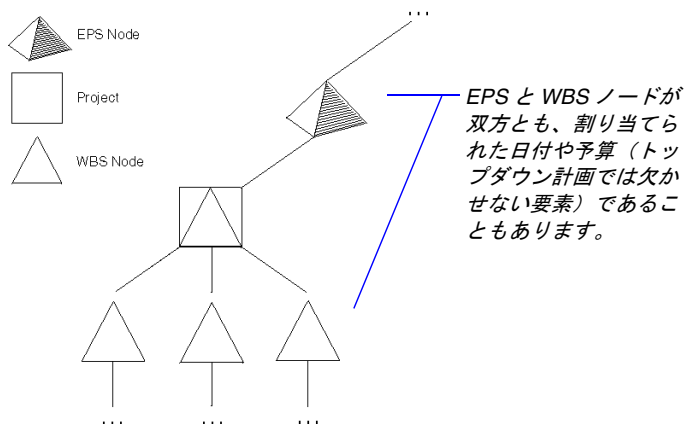 ...
EPS Node
Project
WBS Node
EPS と WBS ノードが
双方とも、割り当てら
れた日付や予算（トッ
プダウン計画では欠か
せない要素）であるこ
ともあります。
... ... ...